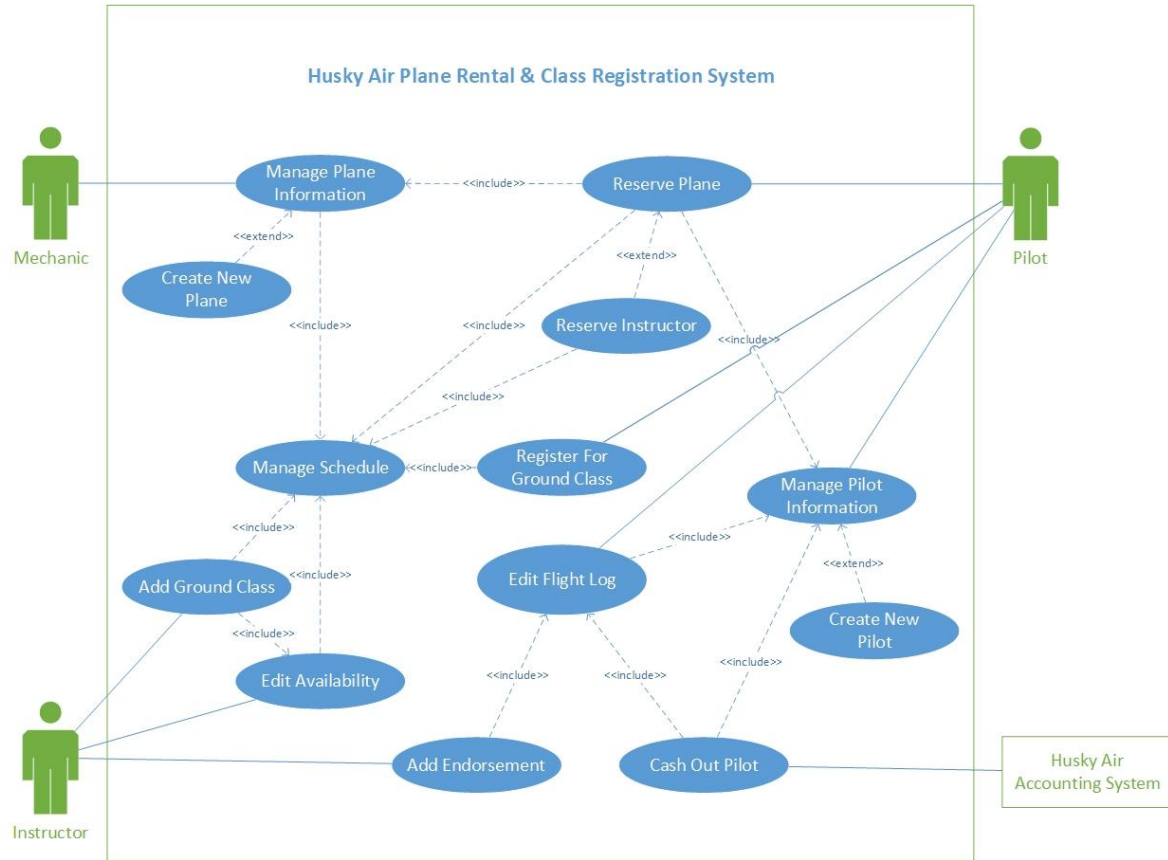 Husky Air Plane Rental & Class Registration System
Mechanic
Pilot
Manage Plane
Information
<<include>>
Reserve Plane
<<extend>>
Create New
Plane
<<extend>>
Reserve Instructor
<<include>>
<<include>>
<<include>>
<<include>>
Manage Schedule
<<include>>
Register For
Ground Class
Manage Pilot
Information
<<include>>
<<include>>
<<include>>
Add Ground Class
Edit Flight Log
<<extend>>
Create New
Pilot
<<include>>
Edit Availability
<<include>>
<<include>>
<<include>>
Add Endorsement
Cash Out Pilot
Husky Air
Accounting System
Instructor